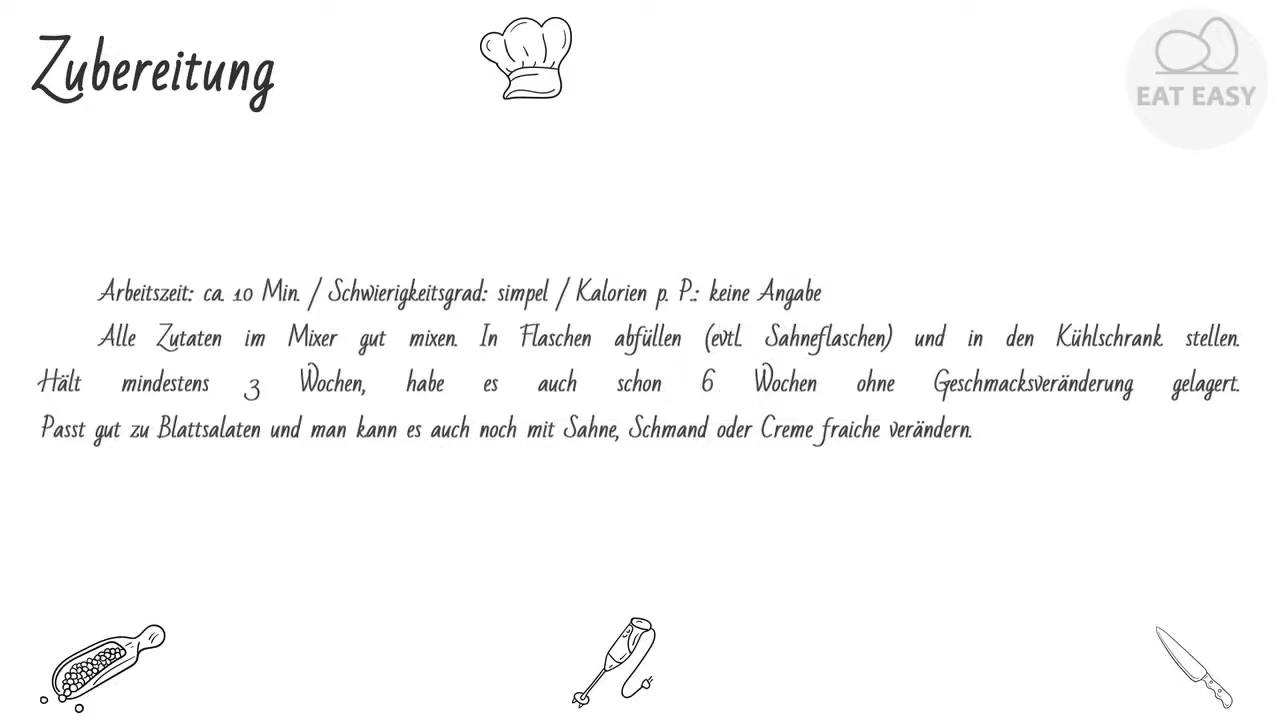 Zubereitung
EAT EASY
Arbeitszeit: ca. 10 Min. / Schwierigkeitsgrad: simpel / Kalorien p. P.: keine Angabe
Alle Zutaten im Mixer gut mixen. In Flaschen abfüllen (evtl. Sahneflaschen) und in den Kühlschrank stellen.
Hält mindestens 3 Wochen, habe es auch schon 6 Wochen ohne Geschmacksveränderung gelagert.
Passt gut zu Blattsalaten und man kann es auch noch mit Sahne, Schmand oder Creme fraiche verändern.